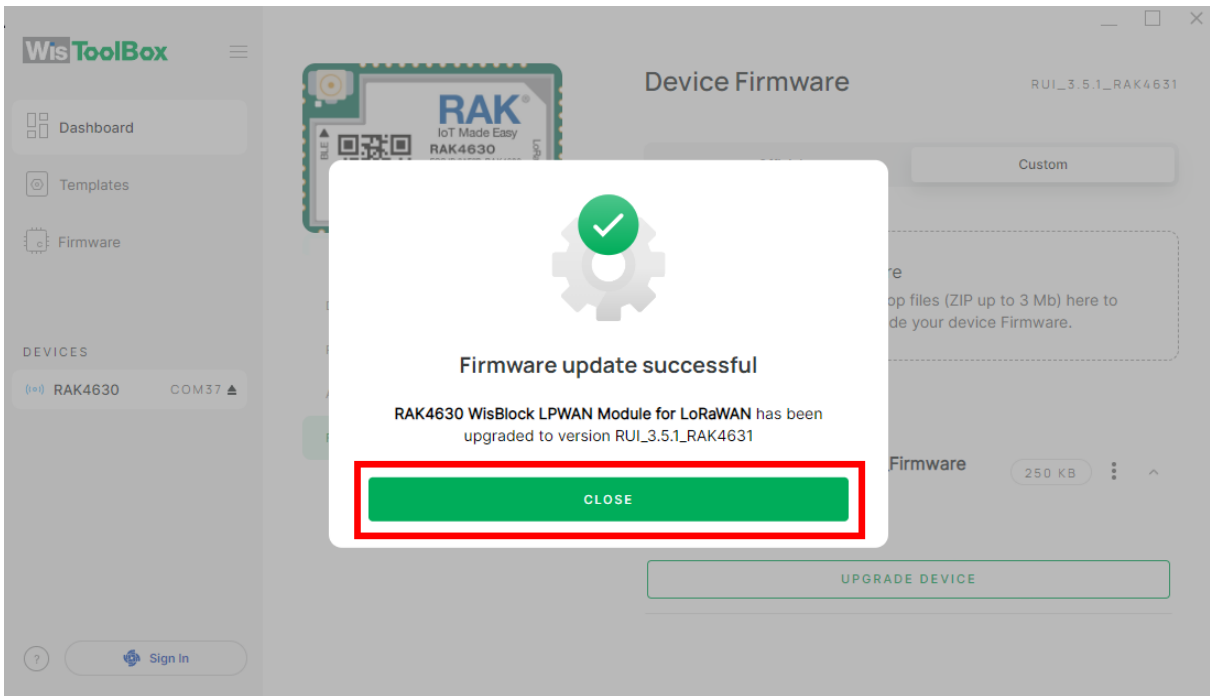 WisToolBox
Dashboard
Templates
Firmware
DEVICES
RAK4630 COM37
?
Sign In
RAK
IoT Made Easy
RAK4630
BLE
Device Firmware
RUI_3.5.1_RAK4631
Custom
re
op files (ZIP up to 3 Mb) here to
de your device Firmware.
Firmware update successful
RAK4630 WisBlock LPWAN Module for LoRaWAN has been
upgraded to version RUI_3.5.1_RAK4631
CLOSE
Firmware
250 KB
UPGRADE DEVICE